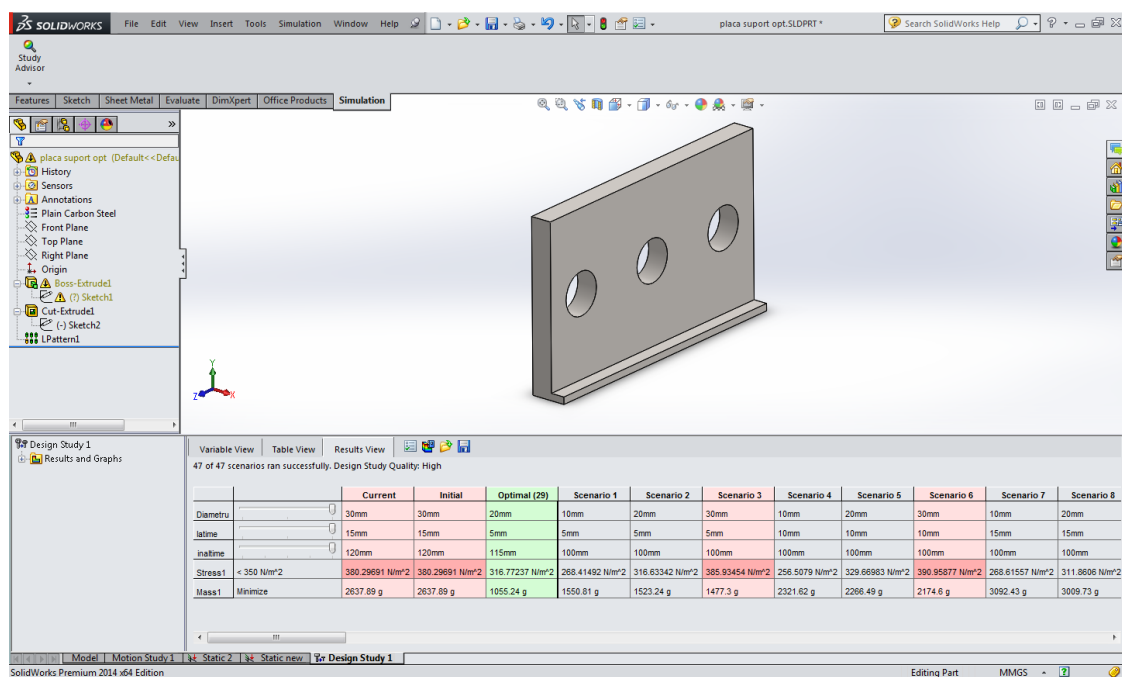 SOLIDWORKS File Edit View Insert Tools Simulation Window Help placa suport opt.SLDPRT * Search SolidWorks Help
Study
Advisor
Features Sketch Sheet Metal Evaluate DimXpert Office Products Simulation
placa suport opt (Default<<Defau
History
Sensors
Annotations
Plain Carbon Steel
Front Plane
Top Plane
Right Plane
Origin
Boss-Extrude1
(?) Sketch1
Cut-Extrude1
(-) Sketch2
LPattern1
Y
Z X
Design Study 1
Results and Graphs
Variable View Table View Results View
47 of 47 scenarios ran successfully. Design Study Quality: High
Current Initial Optimal (29) Scenario 1 Scenario 2 Scenario 3 Scenario 4 Scenario 5 Scenario 6 Scenario 7 Scenario 8
Diametru 30mm 30mm 20mm 10mm 20mm 30mm 10mm 20mm 30mm 10mm 20mm
latime 15mm 15mm 5mm 5mm 5mm 5mm 10mm 10mm 10mm 15mm 15mm
inaltime 120mm 120mm 115mm 100mm 100mm 100mm 100mm 100mm 100mm 100mm 100mm
Stress1 < 350 N/m^2 380.29691 N/m^2 380.29691 N/m^2 316.77237 N/m^2 268.41492 N/m^2 316.63342 N/m^2 385.93454 N/m^2 256.5079 N/m^2 329.66983 N/m^2 390.95877 N/m^2 268.61557 N/m^2 311.8606 N/m^2
Mass1 Minimize 2637.89 g 2637.89 g 1055.24 g 1550.81 g 1523.24 g 1477.3 g 2321.62 g 2266.49 g 2174.6 g 3092.43 g 3009.73 g
Model Motion Study 1 Static 2 Static new Design Study 1
SolidWorks Premium 2014 x64 Edition Editing Part MMGS